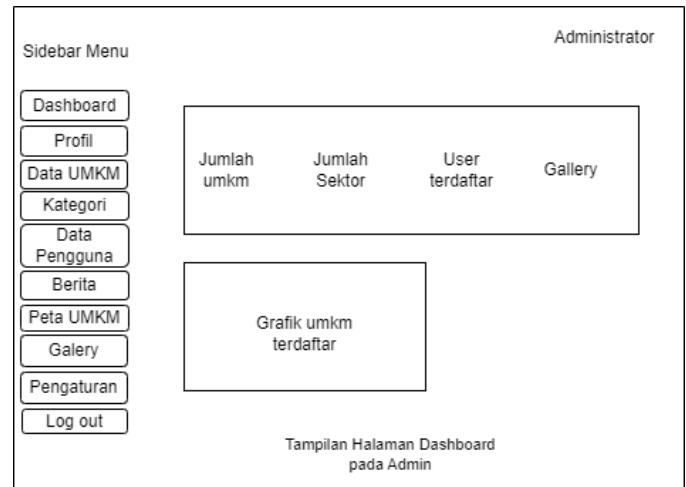 Administrator
Sidebar Menu
Dashboard
Profil
Data UMKM
Kategori
Data
Pengguna
Berita
Peta UMKM
Galery
Pengaturan
Log out
Jumlah
umkm
Jumlah
Sektor
User
terdaftar
Gallery
Grafik umkm
terdaftar
Tampilan Halaman Dashboard
pada Admin